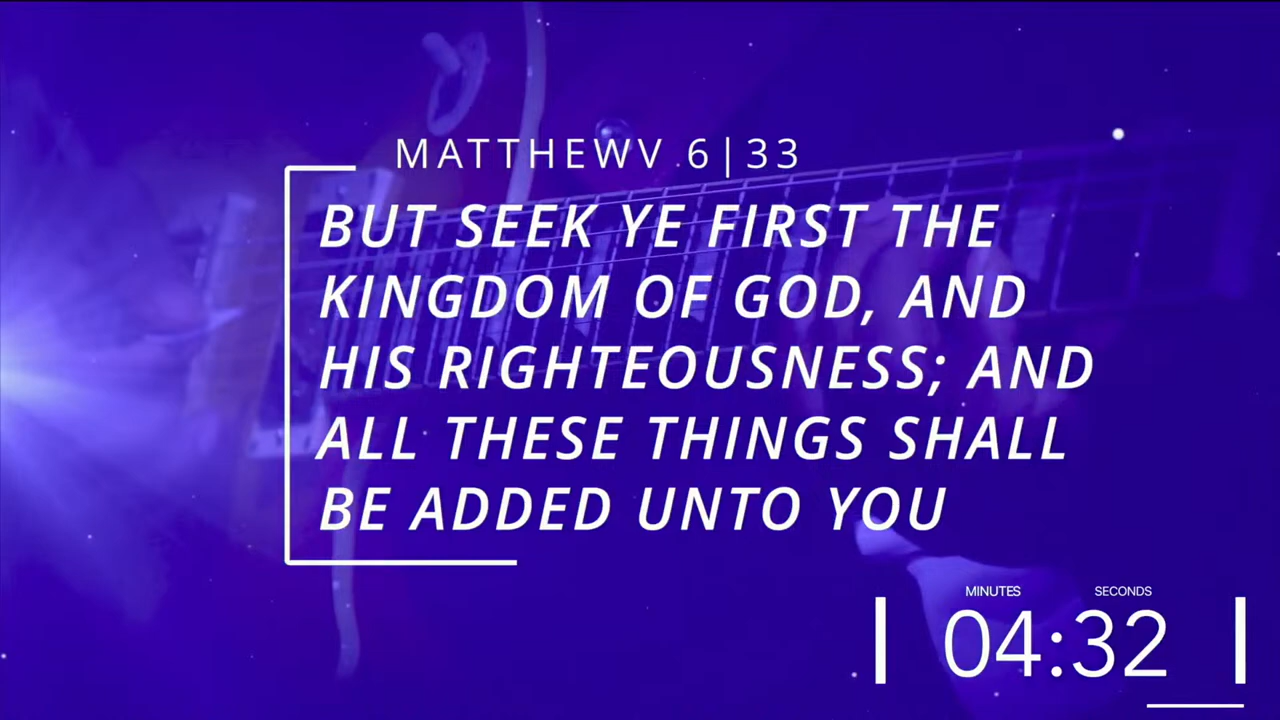 MATTHEWV 6|33
BUT SEEK YE FIRST THE
KINGDOM OF GOD, AND
HIS RIGHTEOUSNESS; AND
ALL THESE THINGS SHALL
BE ADDED UNTO YOU
MINUTES SECONDS
04:32